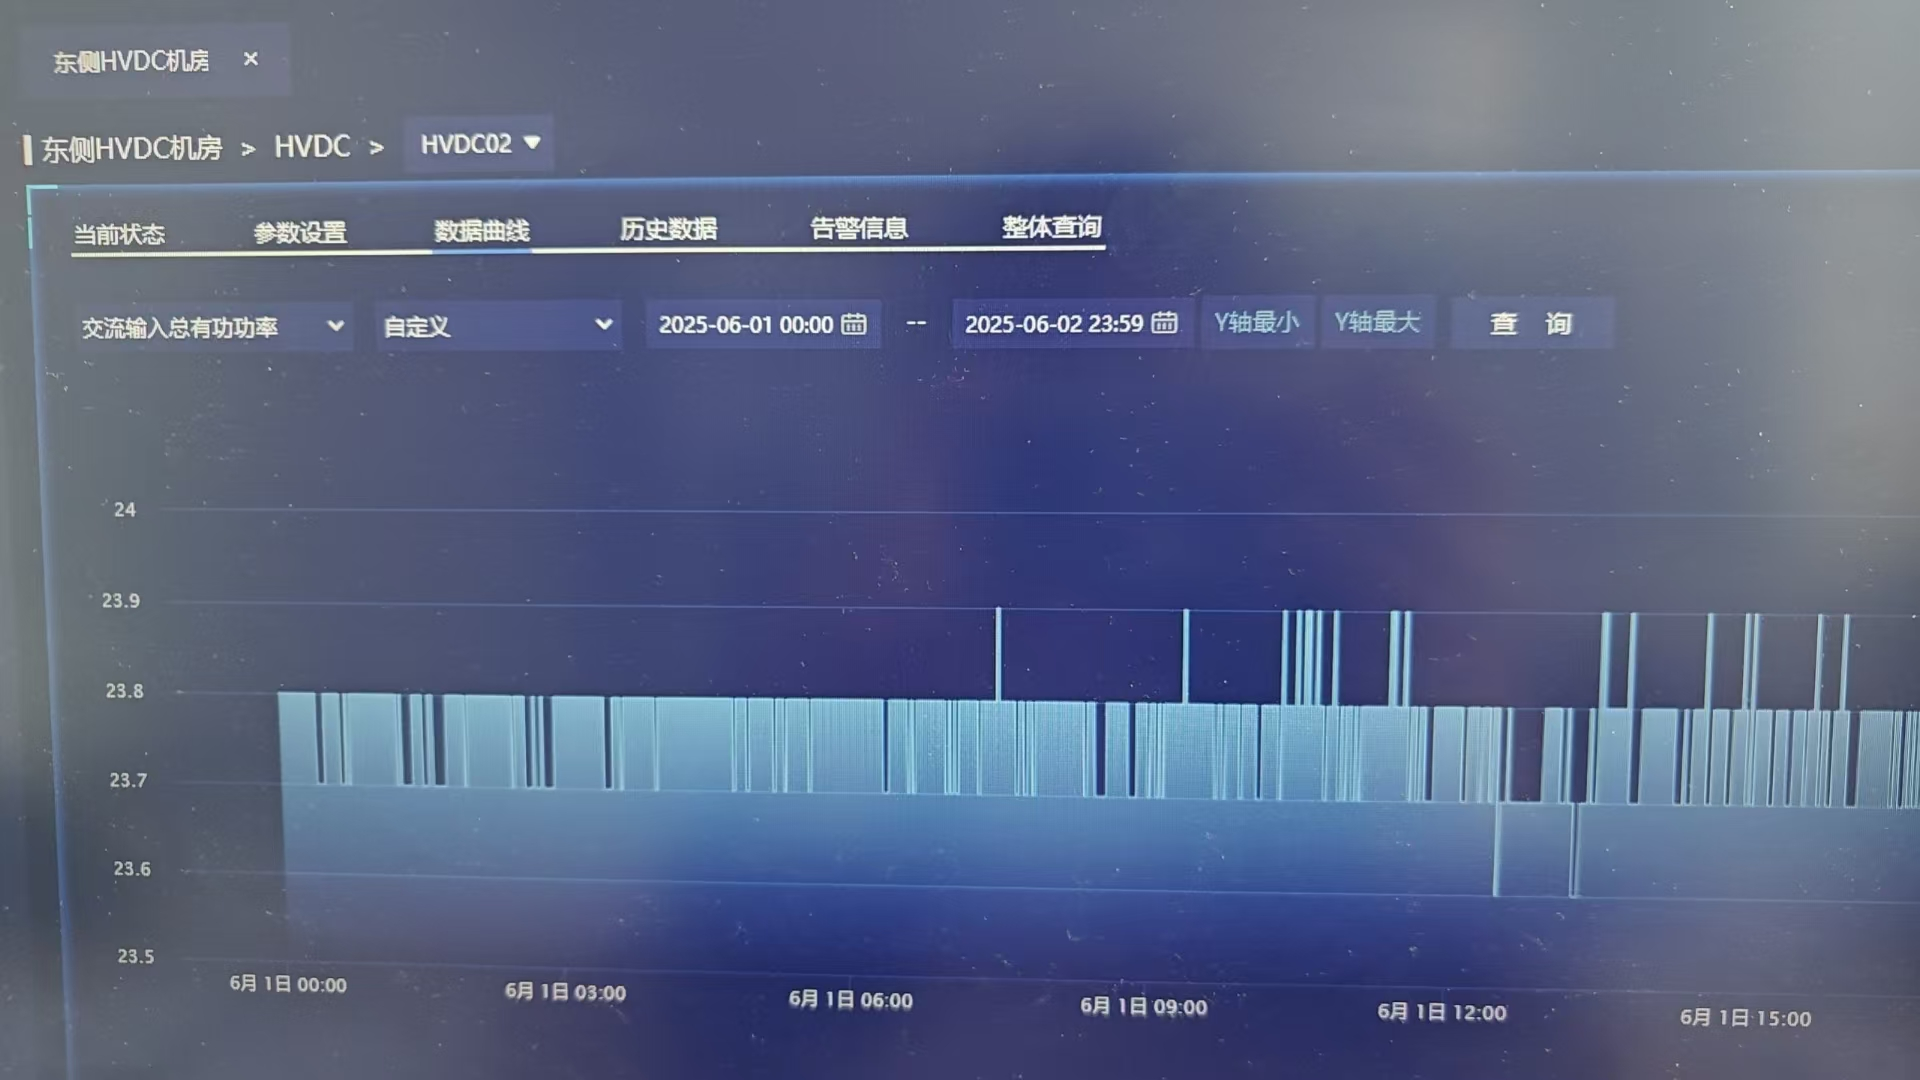 东侧HVDC机房 ×
东侧HVDC机房 > HVDC > HVDC02
当前状态 参数设置 数据曲线 历史数据 告警信息 整体查询
交流输入总有功功率 自定义 2025-06-01 00:00 -- 2025-06-02 23:59 Y轴最小 Y轴最大 查 询
24
23.9
23.8
23.7
23.6
23.5
6月 1日 00:00 6月 1日 03:00 6月 1日 06:00 6月 1日 09:00 6月 1日 12:00 6月 1日 15:00